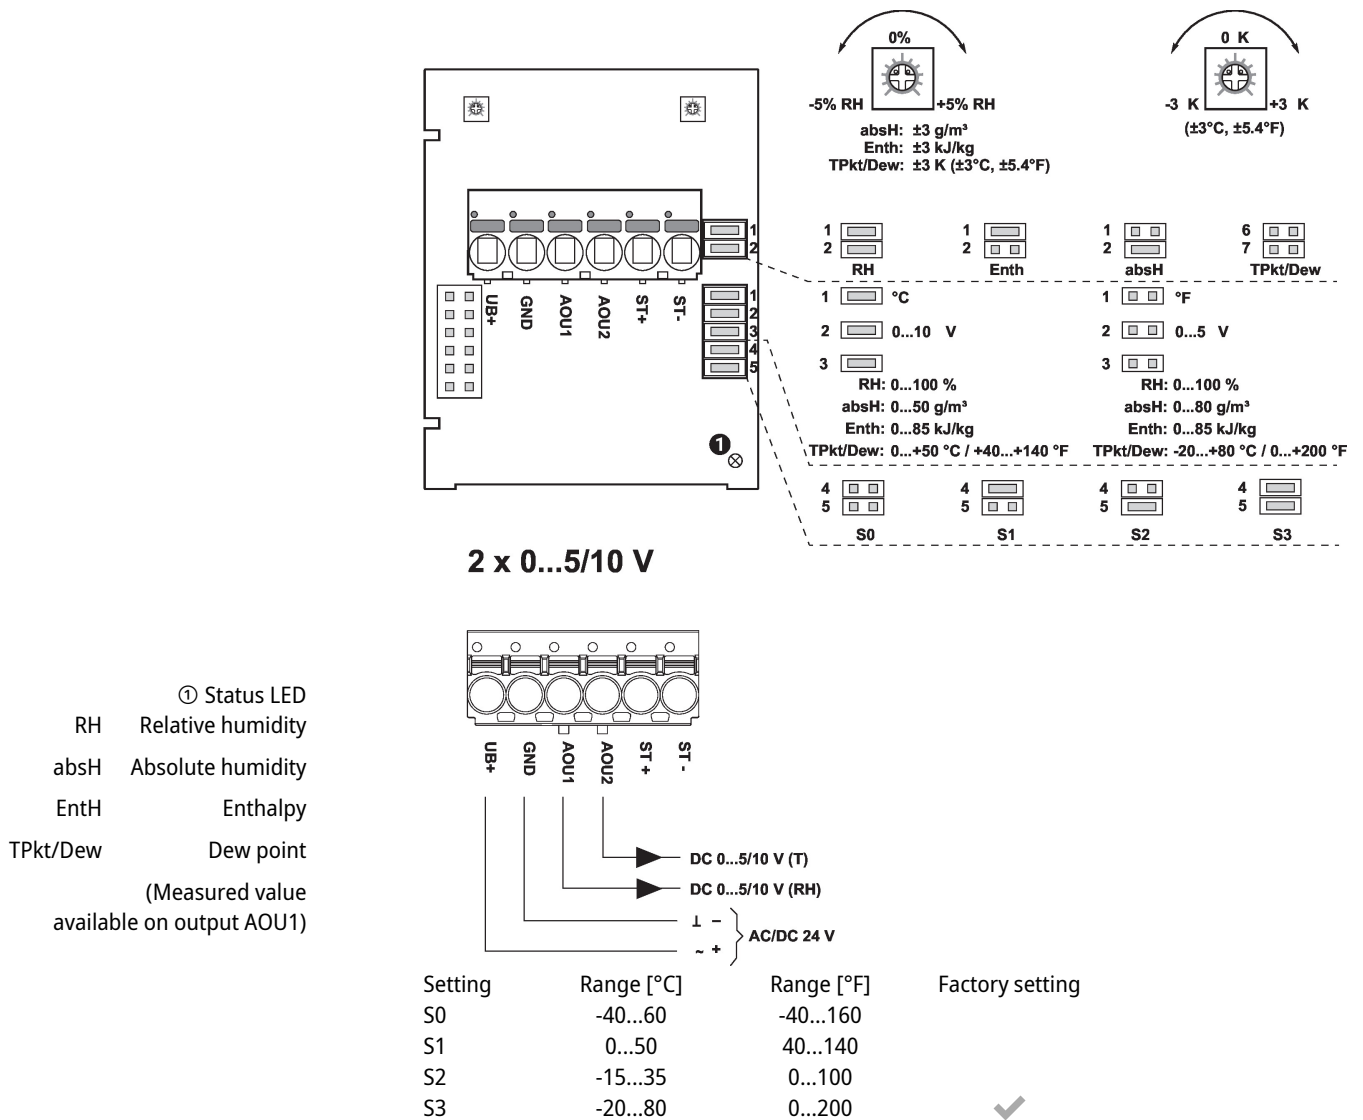 0%
-5% RH +5% RH
absH: ±3 g/m³
Enth: ±3 kJ/kg
TPkt/Dew: ±3 K (±3°C, ±5.4°F)
0 K
-3 K +3 K
(±3°C, ±5.4°F)
1
2
UB+ GND AOU1 AOU2 ST+ ST-
1
2
3
4
5
❶
1
2
RH
1
2
Enth
1
2
absH
6
7
TPkt/Dew
1 °C
2 0...10 V
3
RH: 0...100 %
absH: 0...50 g/m³
Enth: 0...85 kJ/kg
TPkt/Dew: 0...+50 °C / +40...+140 °F
1 °F
2 0...5 V
3
RH: 0...100 %
absH: 0...80 g/m³
Enth: 0...85 kJ/kg
TPkt/Dew: -20...+80 °C / 0...+200 °F
4
5
S0
4
5
S1
4
5
S2
4
5
S3
2 x 0...5/10 V
UB+ GND AOU1 AOU2 ST + ST -
DC 0...5/10 V (T)
DC 0...5/10 V (RH)
⊥ −
~ +
AC/DC 24 V
① Status LED
RH Relative humidity
absH Absolute humidity
EntH Enthalpy
TPkt/Dew Dew point
(Measured value
available on output AOU1)
Setting Range [°C] Range [°F] Factory setting
S0 -40...60 -40...160
S1 0...50 40...140
S2 -15...35 0...100
S3 -20...80 0...200 ✔